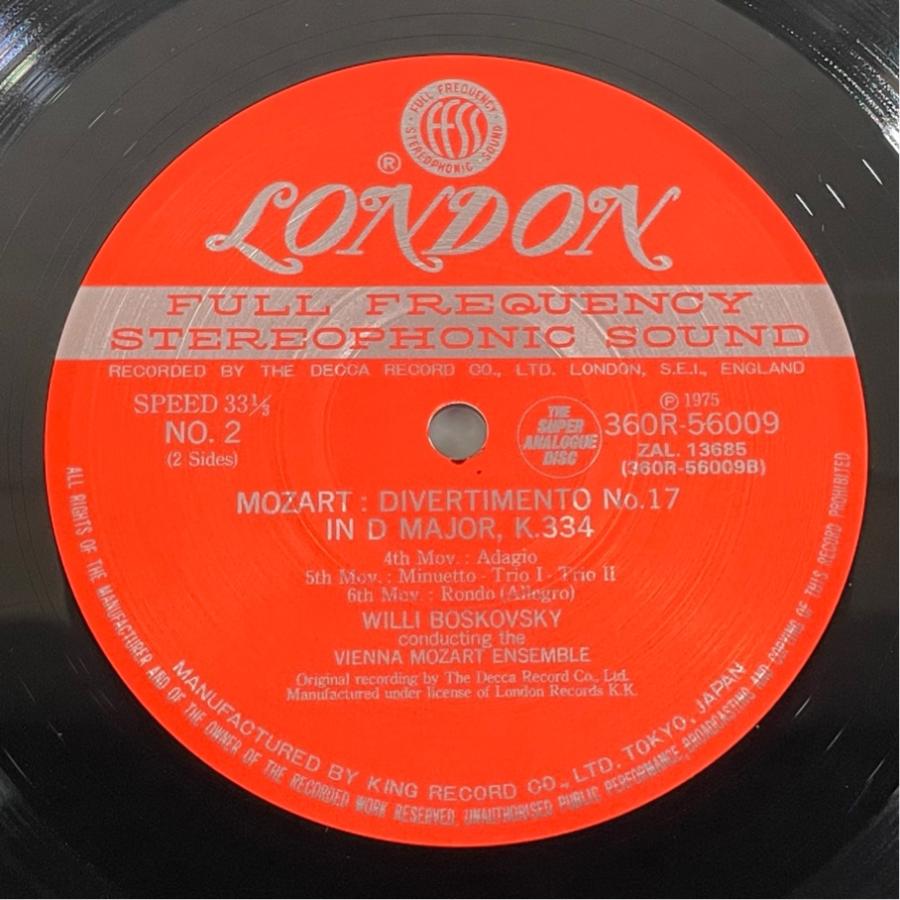 FULL FREQUENCY
FFSS
STEREOPHONIC SOUND
®
LONDON
FULL FREQUENCY
STEREOPHONIC SOUND
RECORDED BY THE DECCA RECORD CO., LTD. LONDON, S.E.I., ENGLAND
SPEED 33⅓
NO. 2
(2 Sides)
THE
SUPER
ANALOGUE
DISC
Ⓟ 1975
360R-56009
ZAL. 13685
(360R-56009B)
MOZART : DIVERTIMENTO No.17
IN D MAJOR, K.334
4th Mov. : Adagio
5th Mov. : Minuetto - Trio I - Trio II
6th Mov. : Rondo (Allegro)
WILLI BOSKOVSKY
conducting the
VIENNA MOZART ENSEMBLE
Original recording by The Decca Record Co., Ltd.
Manufactured under license of London Records K.K.
MANUFACTURED BY KING RECORD CO., LTD. TOKYO, JAPAN
ALL RIGHTS OF THE MANUFACTURER AND OF THE OWNER OF THE RECORDED WORK RESERVED. UNAUTHORISED PUBLIC PERFORMANCE, BROADCASTING AND COPYING OF THIS RECORD PROHIBITED